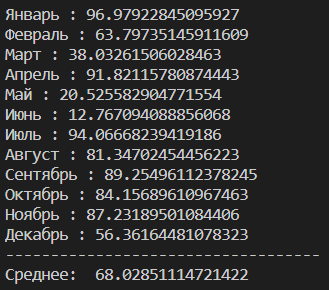 Январь : 96.97922845095927
Февраль : 63.79735145911609
Март : 38.03261506028463
Апрель : 91.82115780874443
Май : 20.525582904771554
Июнь : 12.767094088856068
Июль : 94.06668239419186
Август : 81.34702454456223
Сентябрь : 89.25496112378245
Октябрь : 84.15689610967463
Ноябрь : 87.23189501084406
Декабрь : 56.36164481078323
-----------------------------------
Среднее:  68.02851114721422